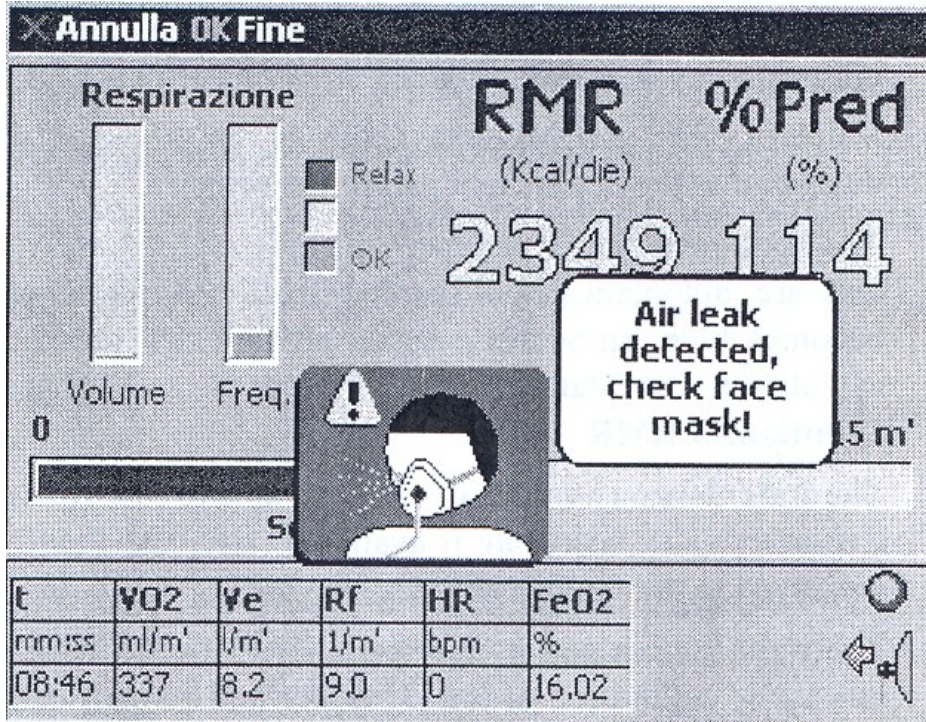 Annulla OK Fine
Respirazione
RMR %Pred
(Kcal/die) (%)
Relax
OK
2349 114
Air leak
detected,
check face
mask!
Volume Freq.
0
5 m'
t VO2 Ve Rf HR FeO2
mm:ss ml/m' l/m' 1/m' bpm %
08:46 337 8.2 9.0 0 16.02